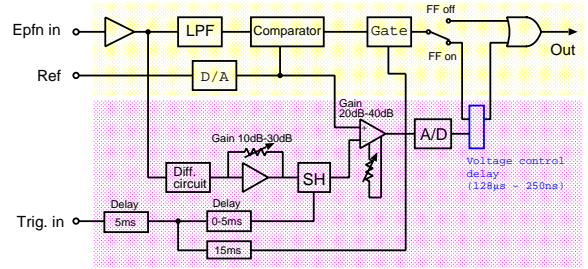 Epfn in
LPF
Comparator
Gate
FF off
FF on
Out
Ref
D/A
Gain
20dB-40dB
+
-
A/D
Gain 10dB-30dB
Diff.
circuit
SH
Voltage control
delay
(128µs - 250ns)
Trig. in
Delay
5ms
Delay
0-5ms
15ms